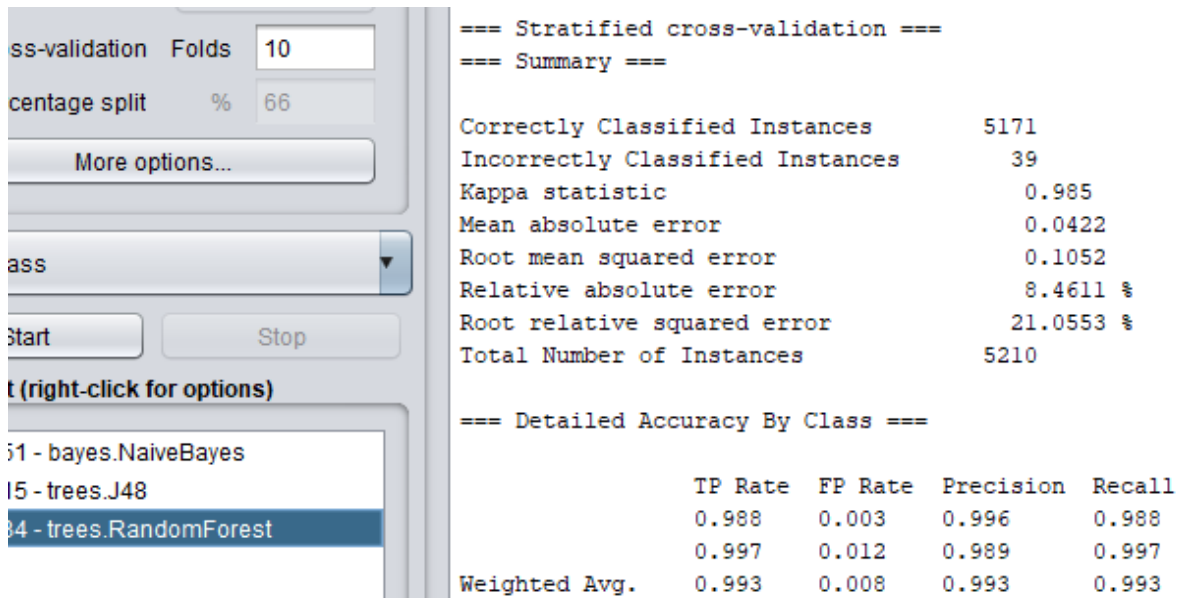 ss-validation Folds 10
centage split % 66
More options...
ass
Start Stop
t (right-click for options)
51 - bayes.NaiveBayes
15 - trees.J48
34 - trees.RandomForest
=== Stratified cross-validation ===
=== Summary ===
Correctly Classified Instances 5171
Incorrectly Classified Instances 39
Kappa statistic 0.985
Mean absolute error 0.0422
Root mean squared error 0.1052
Relative absolute error 8.4611 %
Root relative squared error 21.0553 %
Total Number of Instances 5210
=== Detailed Accuracy By Class ===
TP Rate FP Rate Precision Recall
0.988 0.003 0.996 0.988
0.997 0.012 0.989 0.997
Weighted Avg. 0.993 0.008 0.993 0.993